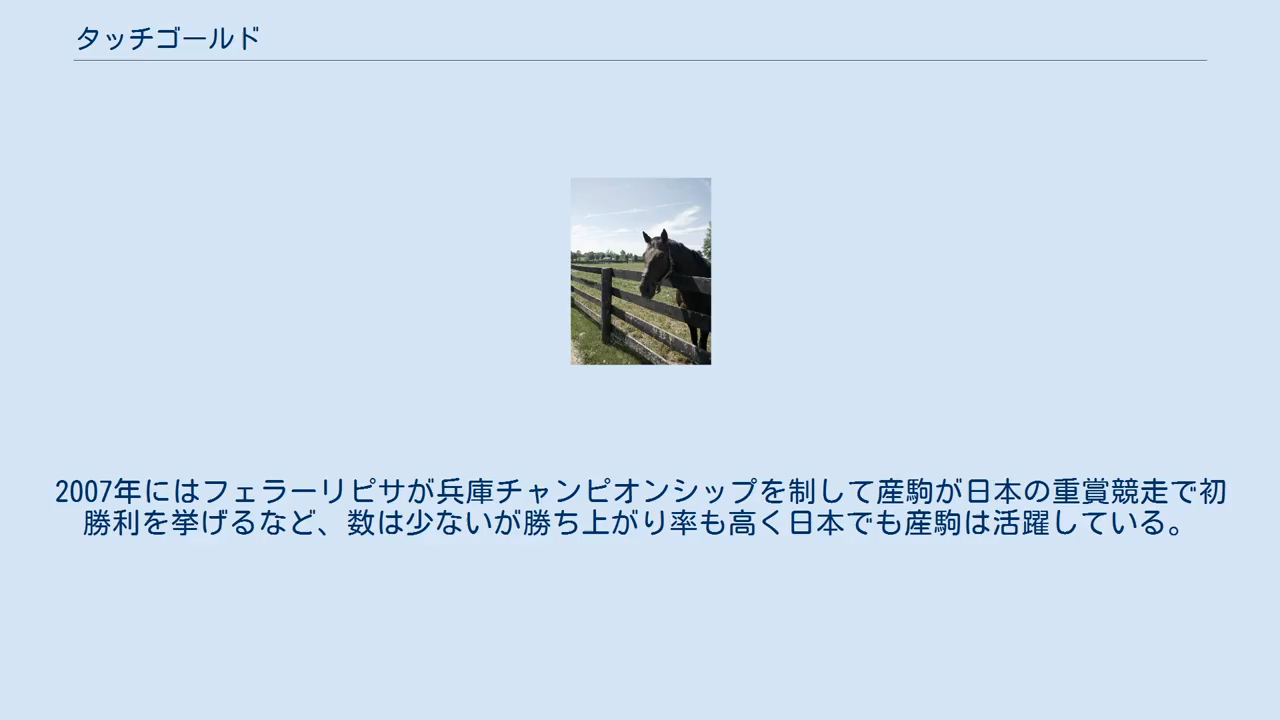 タッチゴールド
2007年にはフェラーリピサが兵庫チャンピオンシップを制して産駒が日本の重賞競走で初
勝利を挙げるなど、数は少ないが勝ち上がり率も高く日本でも産駒は活躍している。